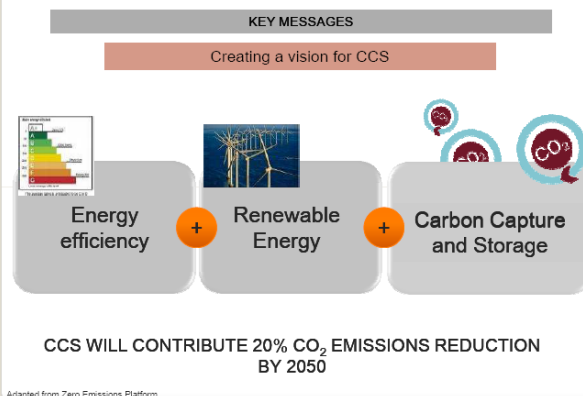 KEY MESSAGES
Creating a vision for CCS
Energy
efficiency
+
Renewable
Energy
+
Carbon Capture
and Storage
CO2
CO2
CO2
A
G
CCS WILL CONTRIBUTE 20% CO₂ EMISSIONS REDUCTION
BY 2050
Adapted from Zero Emissions Platform